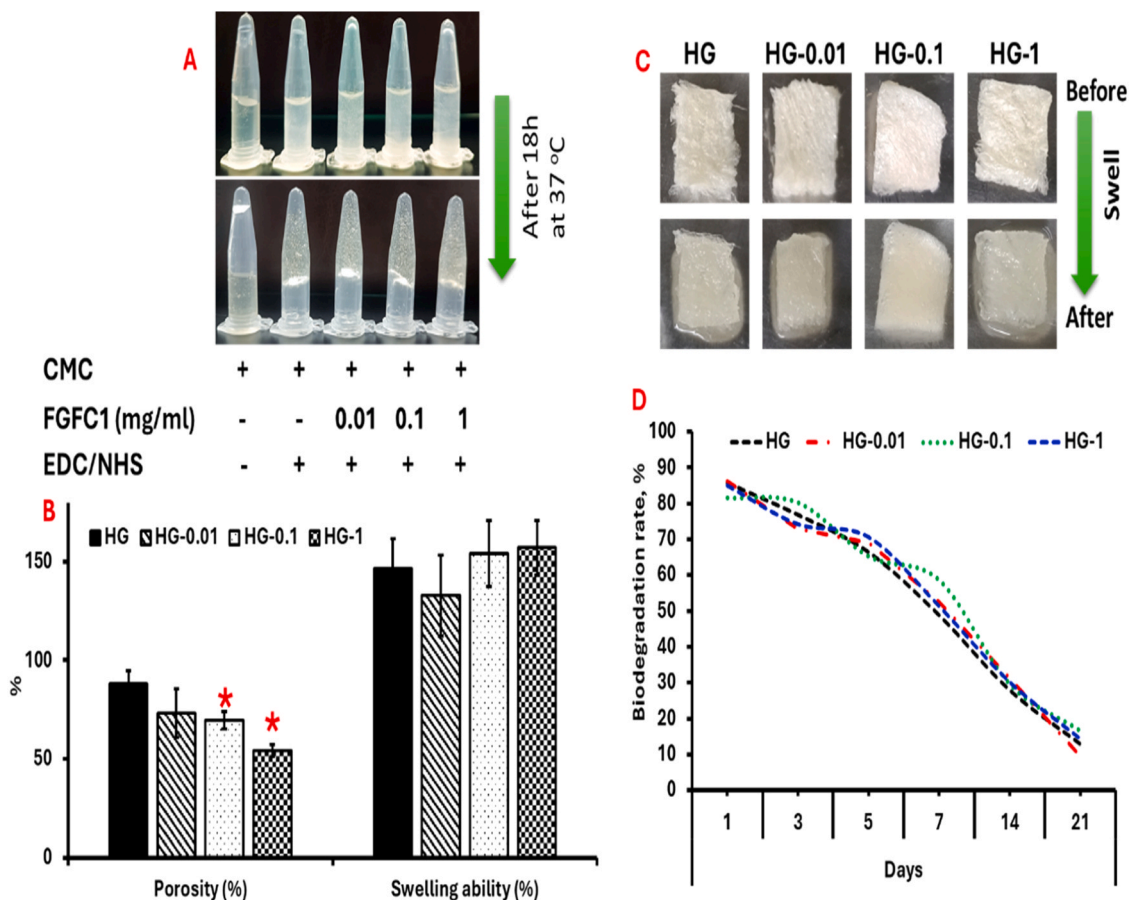 A
After 18h
at 37 °C
CMC + + + + +
FGFC1 (mg/ml) - - 0.01 0.1 1
EDC/NHS - + + + +
B
HG HG-0.01 HG-0.1 HG-1
%
150
100
50
0
*
*
Porosity (%) Swelling ability (%)
C
HG HG-0.01 HG-0.1 HG-1
Before
Swell
After
D
HG HG-0.01 HG-0.1 HG-1
Biodegradation rate, %
100
90
80
70
60
50
40
30
20
10
0
1 3 5 7 14 21
Days